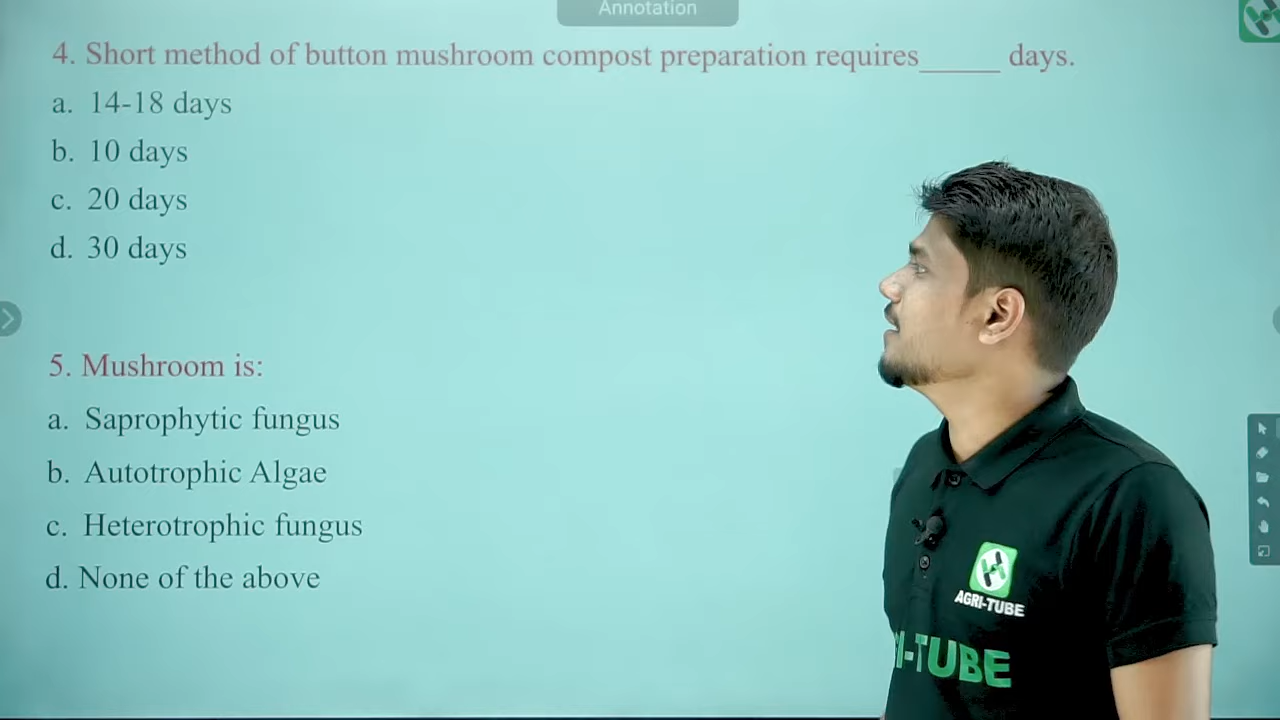 Annotation
4. Short method of button mushroom compost preparation requires_____ days.
a. 14-18 days
b. 10 days
c. 20 days
d. 30 days
5. Mushroom is:
a. Saprophytic fungus
b. Autotrophic Algae
c. Heterotrophic fungus
d. None of the above
AGRI-TUBE
I-TUBE